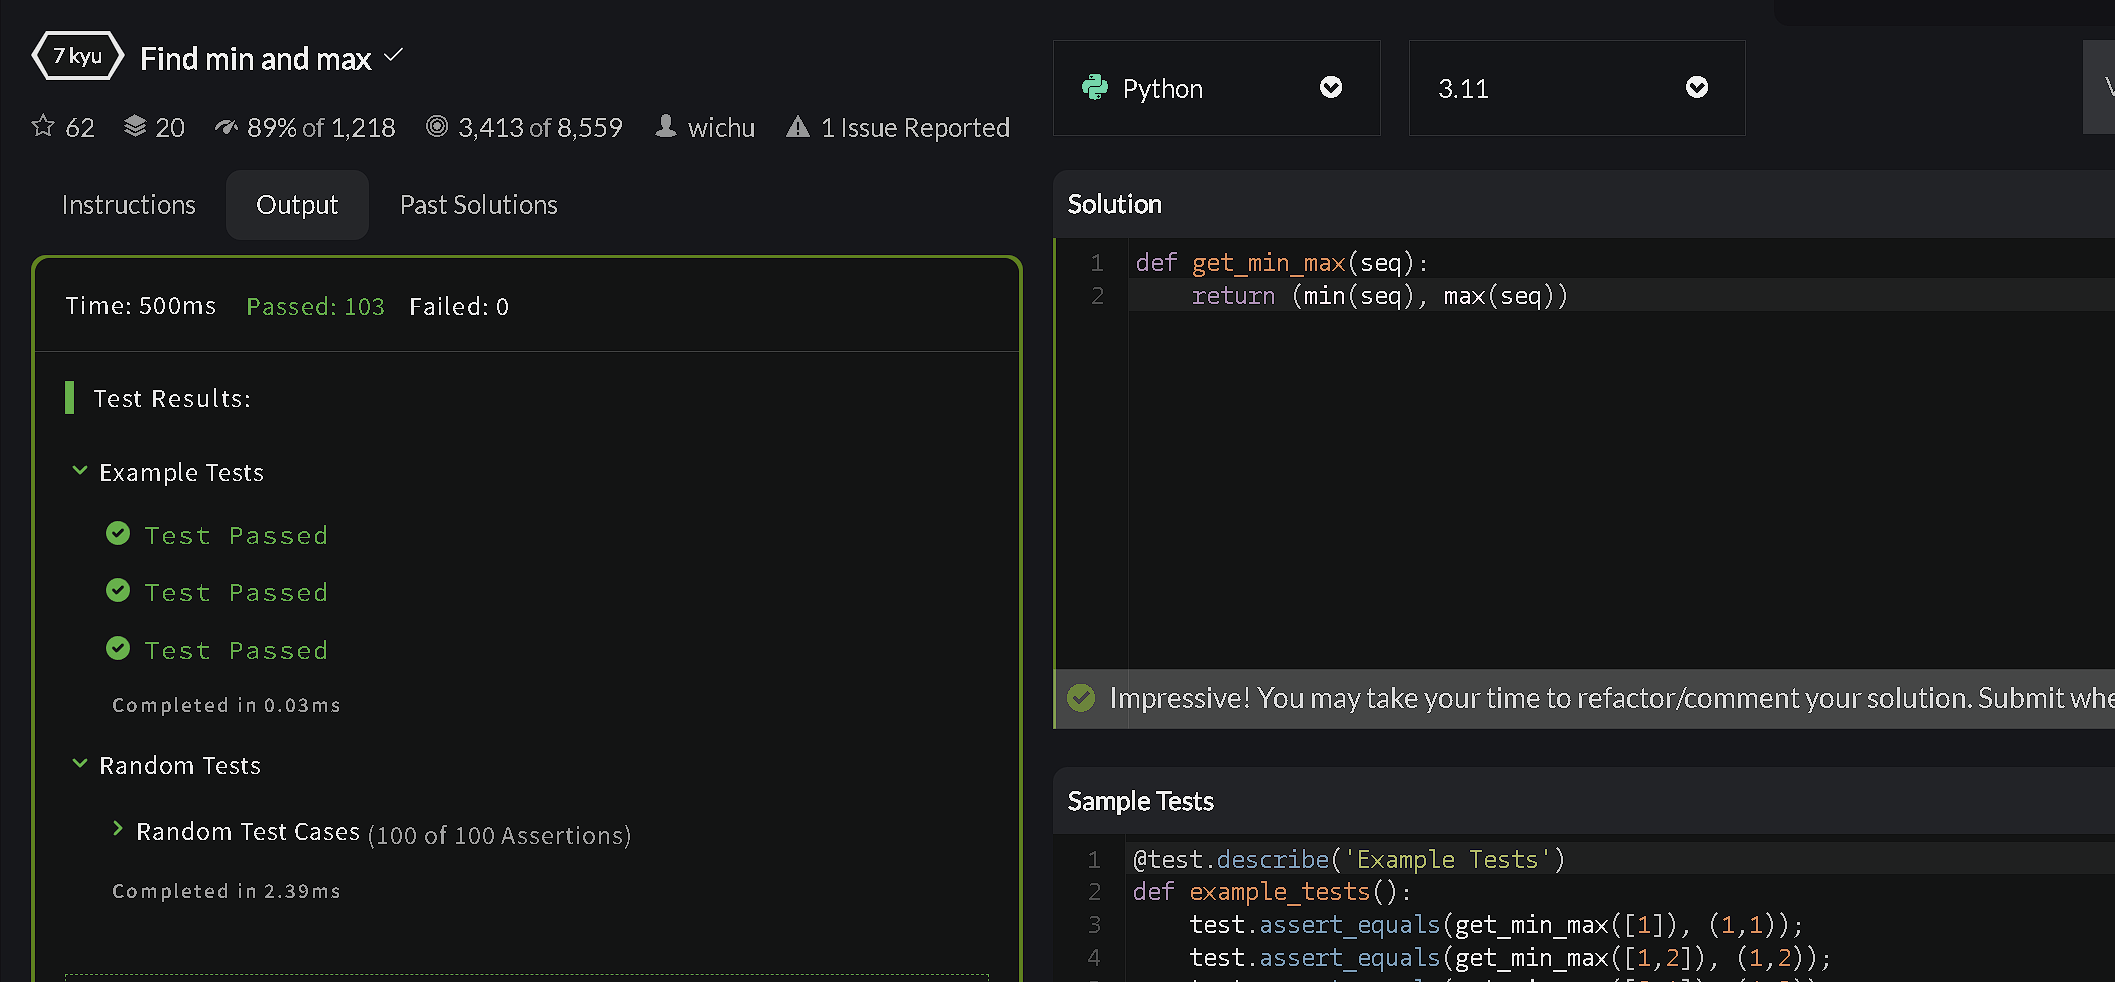 7 kyu Find min and max
62 20 89% of 1,218 3,413 of 8,559 wichu 1 Issue Reported
Instructions Output Past Solutions
Time: 500ms Passed: 103 Failed: 0
Test Results:
Example Tests
Test Passed
Test Passed
Test Passed
Completed in 0.03ms
Random Tests
Random Test Cases (100 of 100 Assertions)
Completed in 2.39ms
Python 3.11
Solution
1 def get_min_max(seq):
2 return (min(seq), max(seq))
Impressive! You may take your time to refactor/comment your solution. Submit whe
Sample Tests
1 @test.describe('Example Tests')
2 def example_tests():
3 test.assert_equals(get_min_max([1]), (1,1));
4 test.assert_equals(get_min_max([1,2]), (1,2));